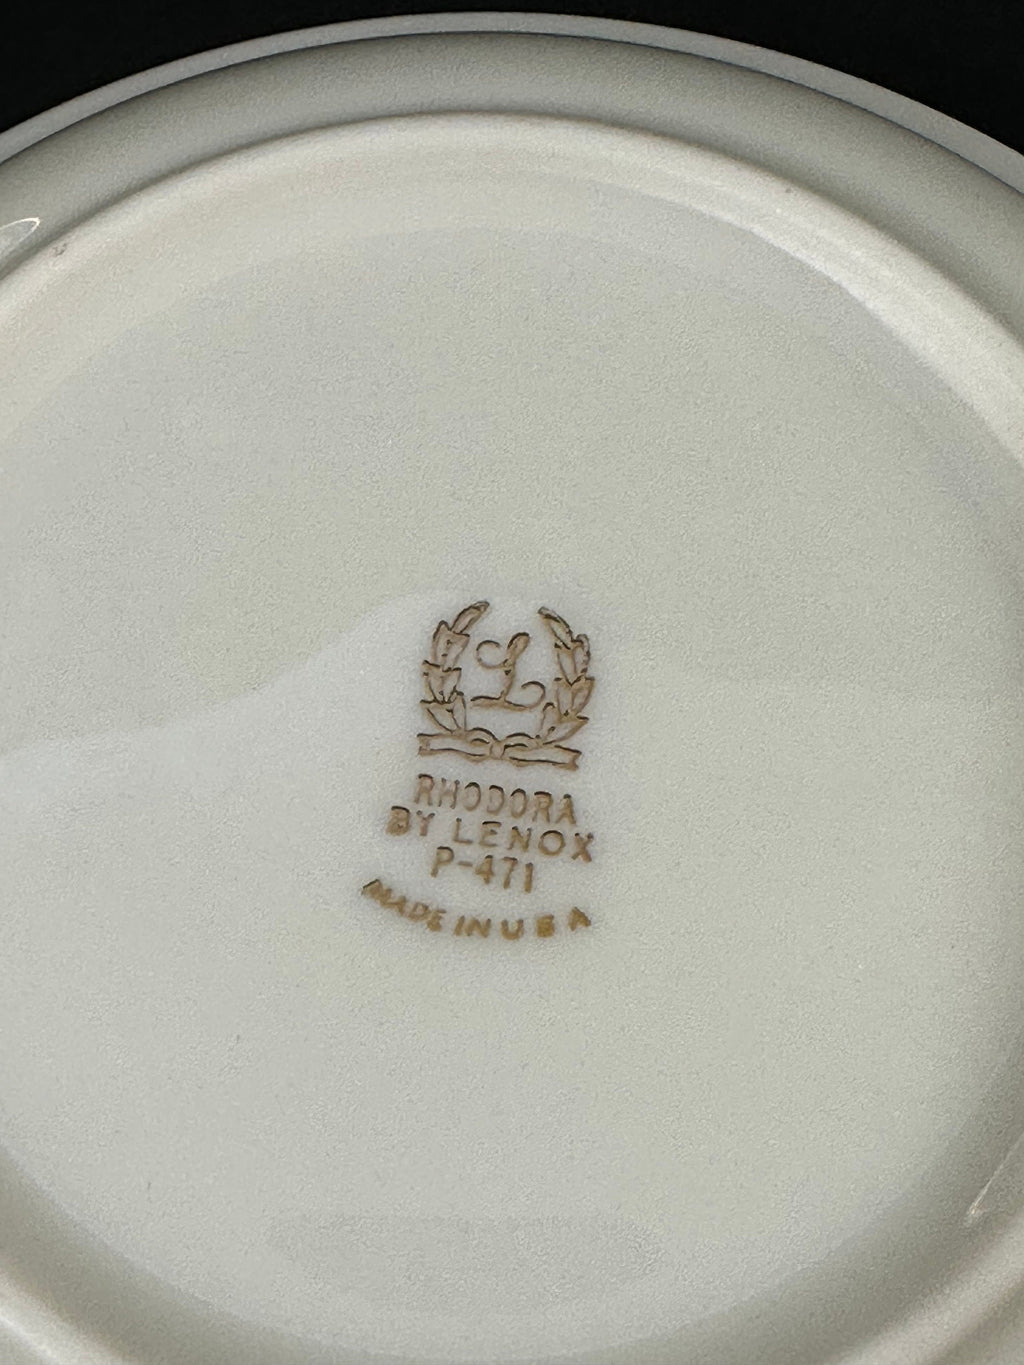 L
RHODORA
BY LENOX
P-471
MADE IN U S A